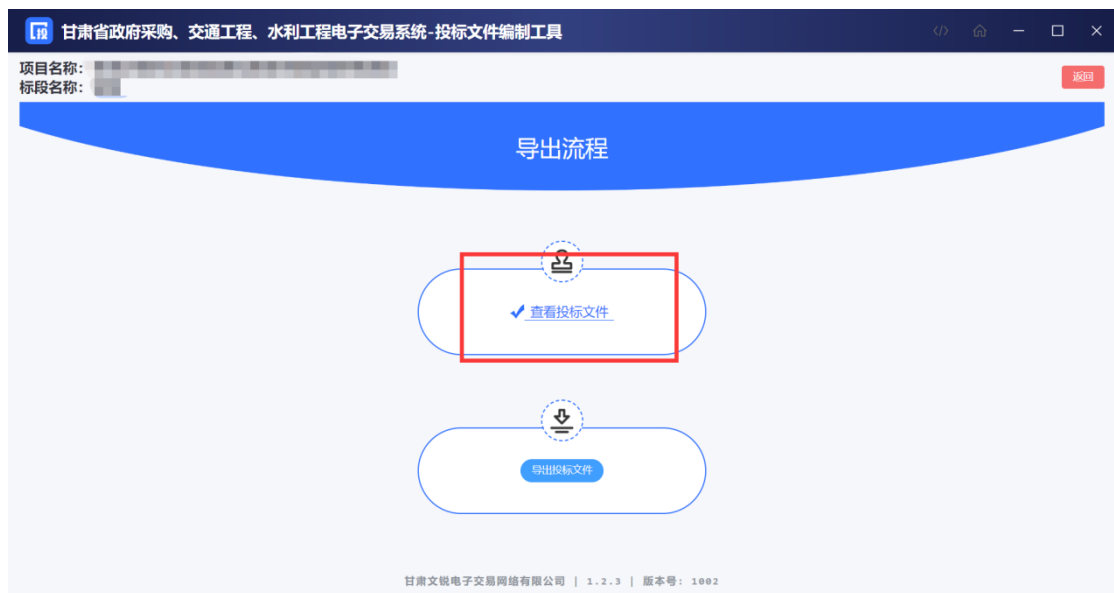 投
甘肃省政府采购、交通工程、水利工程电子交易系统-投标文件编制工具
项目名称:
标段名称:
返回
导出流程
查看投标文件
导出投标文件
甘肃文锐电子交易网络有限公司 | 1.2.3 | 版本号: 1002